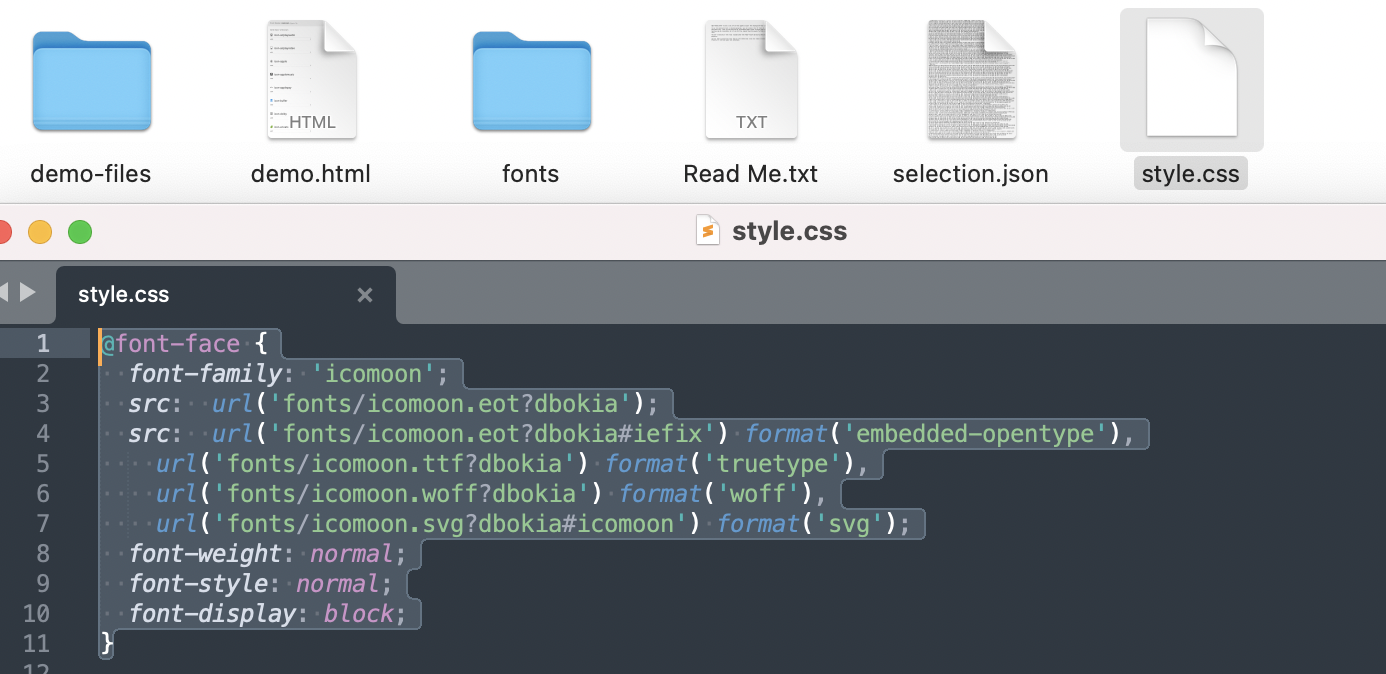 HTML
TXT
demo-files
demo.html
fonts
Read Me.txt
selection.json
style.css
style.css
style.css ×
1 @font-face {
2 font-family: 'icomoon';
3 src: url('fonts/icomoon.eot?dbokia');
4 src: url('fonts/icomoon.eot?dbokia#iefix') format('embedded-opentype'),
5 url('fonts/icomoon.ttf?dbokia') format('truetype'),
6 url('fonts/icomoon.woff?dbokia') format('woff'),
7 url('fonts/icomoon.svg?dbokia#icomoon') format('svg');
8 font-weight: normal;
9 font-style: normal;
10 font-display: block;
11 }
12